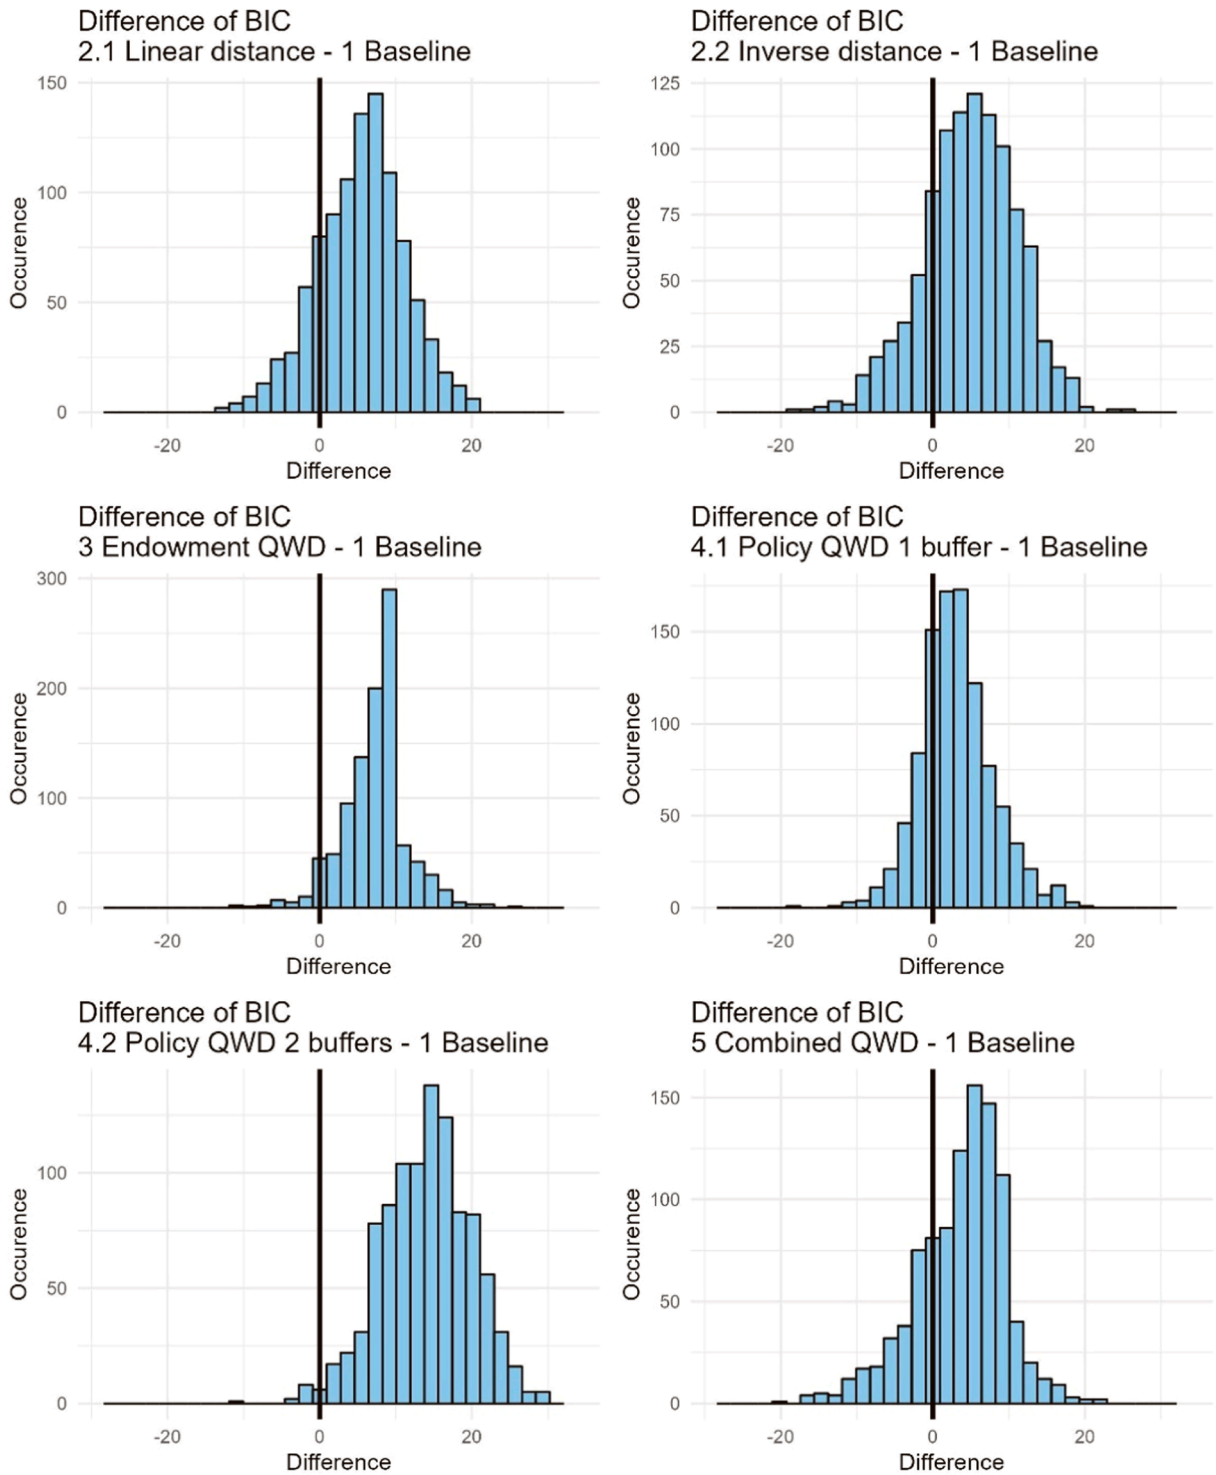 Difference of BIC
2.1 Linear distance - 1 Baseline
150
100
50
0
Occurence
-20 0 20
Difference
Difference of BIC
2.2 Inverse distance - 1 Baseline
125
100
75
50
25
0
Occurence
-20 0 20
Difference
Difference of BIC
3 Endowment QWD - 1 Baseline
300
200
100
0
Occurence
-20 0 20
Difference
Difference of BIC
4.1 Policy QWD 1 buffer - 1 Baseline
150
100
50
0
Occurence
-20 0 20
Difference
Difference of BIC
4.2 Policy QWD 2 buffers - 1 Baseline
100
50
0
Occurence
-20 0 20
Difference
Difference of BIC
5 Combined QWD - 1 Baseline
150
100
50
0
Occurence
-20 0 20
Difference